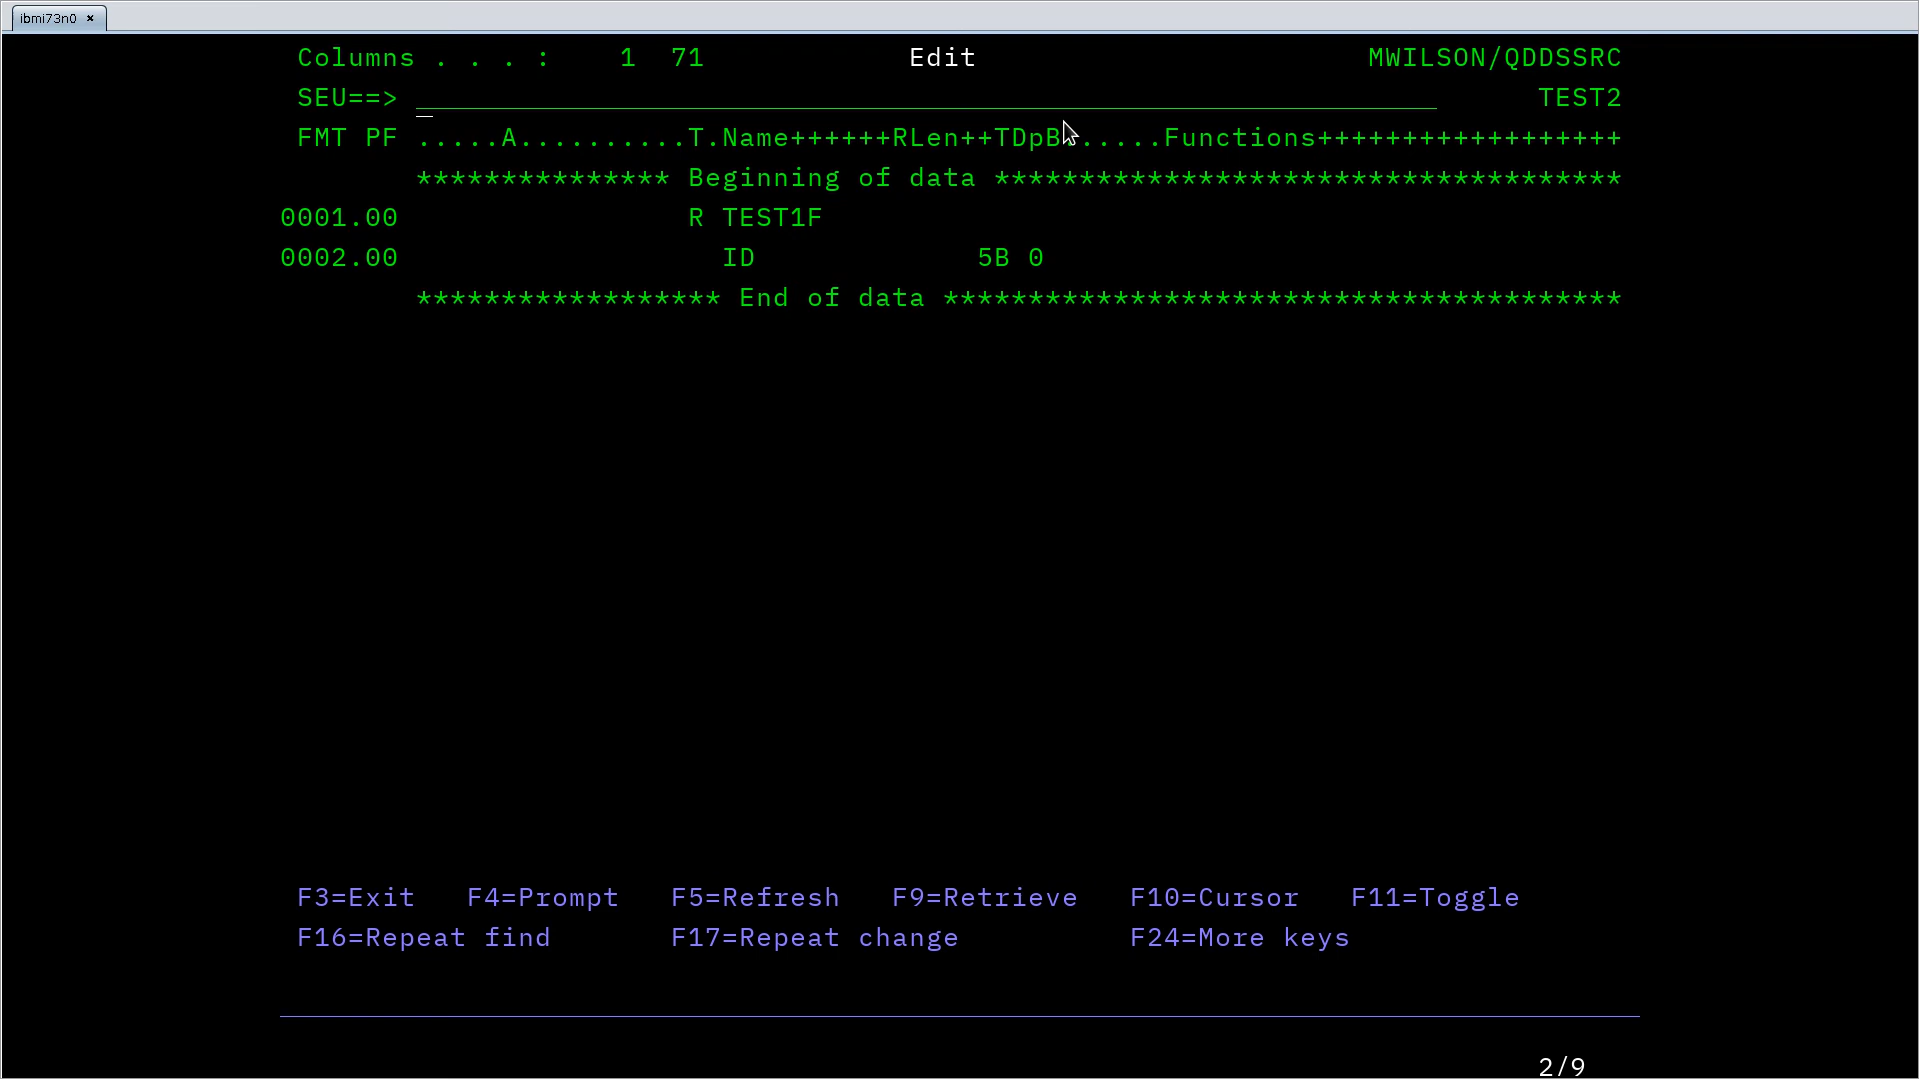 ibmi73n0 ×
Columns . . . :    1  71            Edit                       MWILSON/QDDSSRC
SEU==> ____________________________________________________________      TEST2
FMT PF .....A..........T.Name++++++RLen++TDpB......Functions++++++++++++++++++
*************** Beginning of data *************************************
0001.00                 R TEST1F
0002.00                   ID             5B 0
****************** End of data ****************************************
F3=Exit   F4=Prompt   F5=Refresh   F9=Retrieve   F10=Cursor   F11=Toggle
F16=Repeat find       F17=Repeat change          F24=More keys
2/9